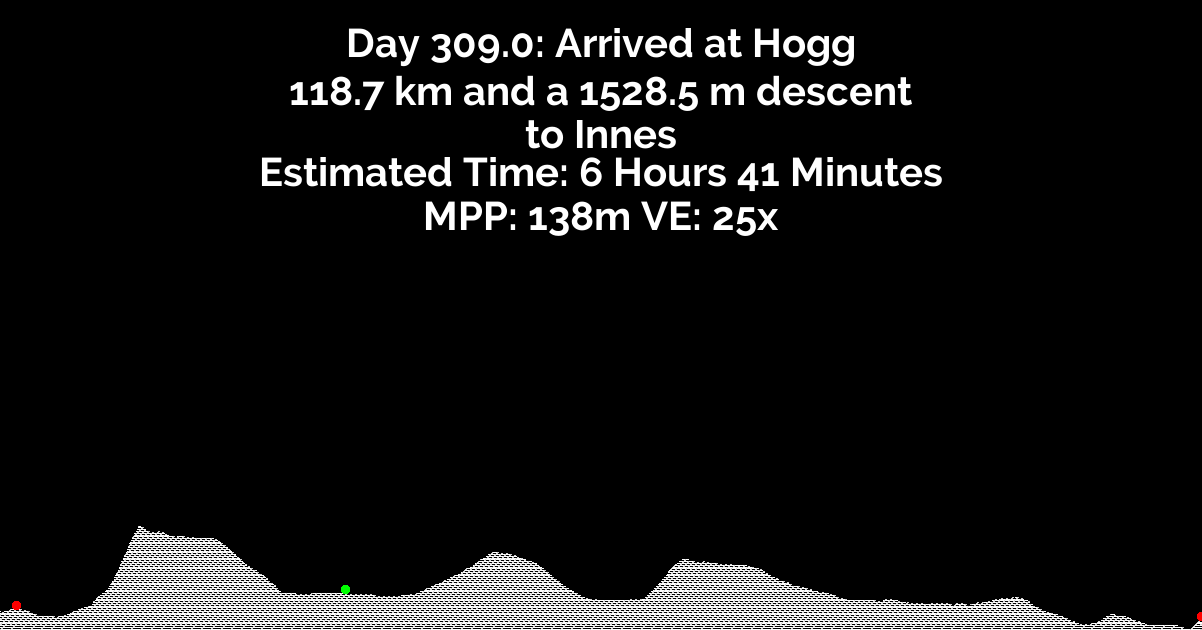 Day 309.0: Arrived at Hogg
118.7 km and a 1528.5 m descent
to Innes
Estimated Time: 6 Hours 41 Minutes
MPP: 138m VE: 25x